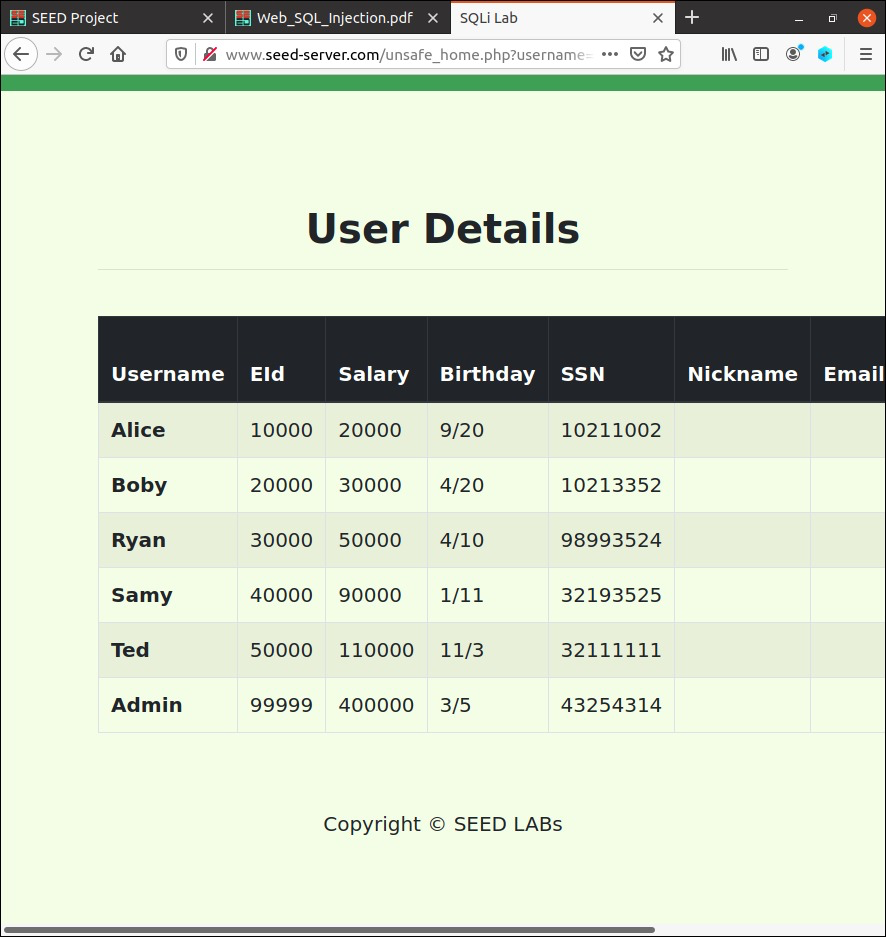 SEED Project
Web_SQL_Injection.pdf
SQLi Lab
www.seed-server.com/unsafe_home.php?username=
User Details
Username EId Salary Birthday SSN Nickname Email
Alice 10000 20000 9/20 10211002
Boby 20000 30000 4/20 10213352
Ryan 30000 50000 4/10 98993524
Samy 40000 90000 1/11 32193525
Ted 50000 110000 11/3 32111111
Admin 99999 400000 3/5 43254314
Copyright © SEED LABs